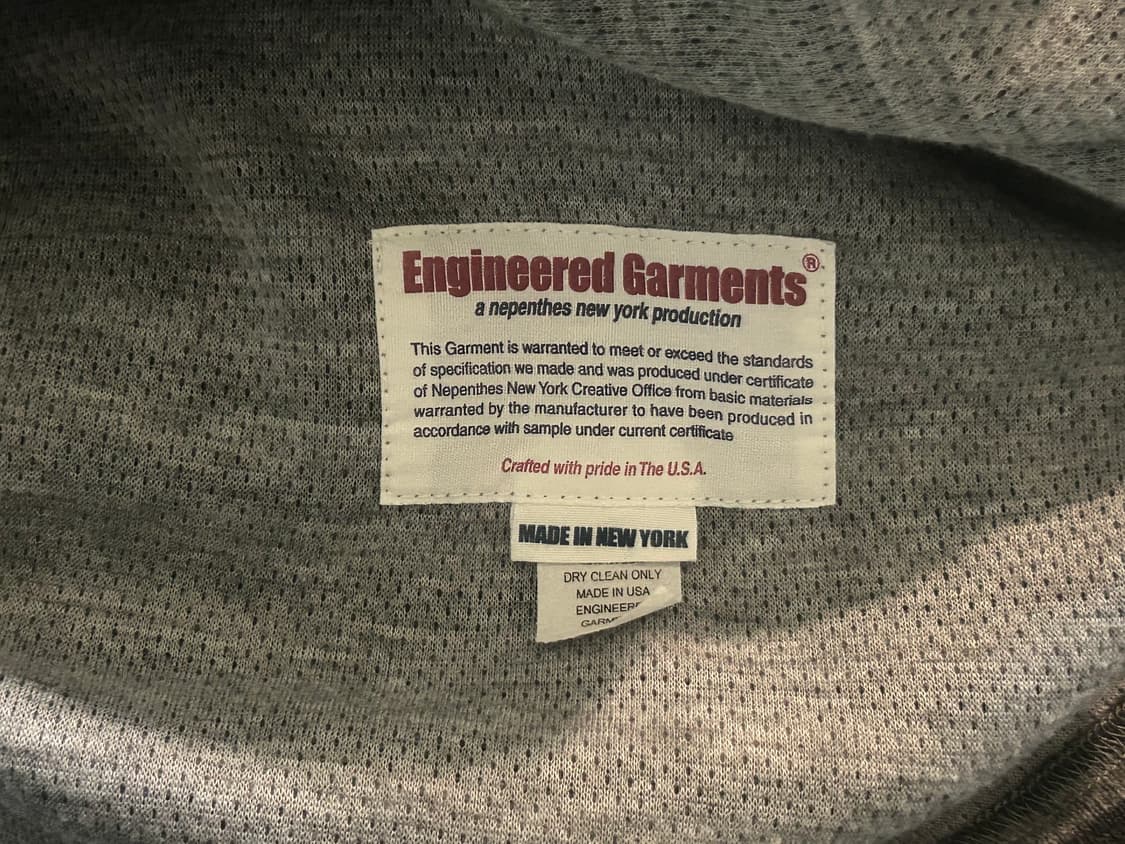 Engineered Garments®
a nepenthes new york production
This Garment is warranted to meet or exceed the standards
of specification we made and was produced under certificate
of Nepenthes New York Creative Office from basic materials
warranted by the manufacturer to have been produced in
accordance with sample under current certificate
Crafted with pride in The U.S.A.
MADE IN NEW YORK
DRY CLEAN ONLY
MADE IN USA